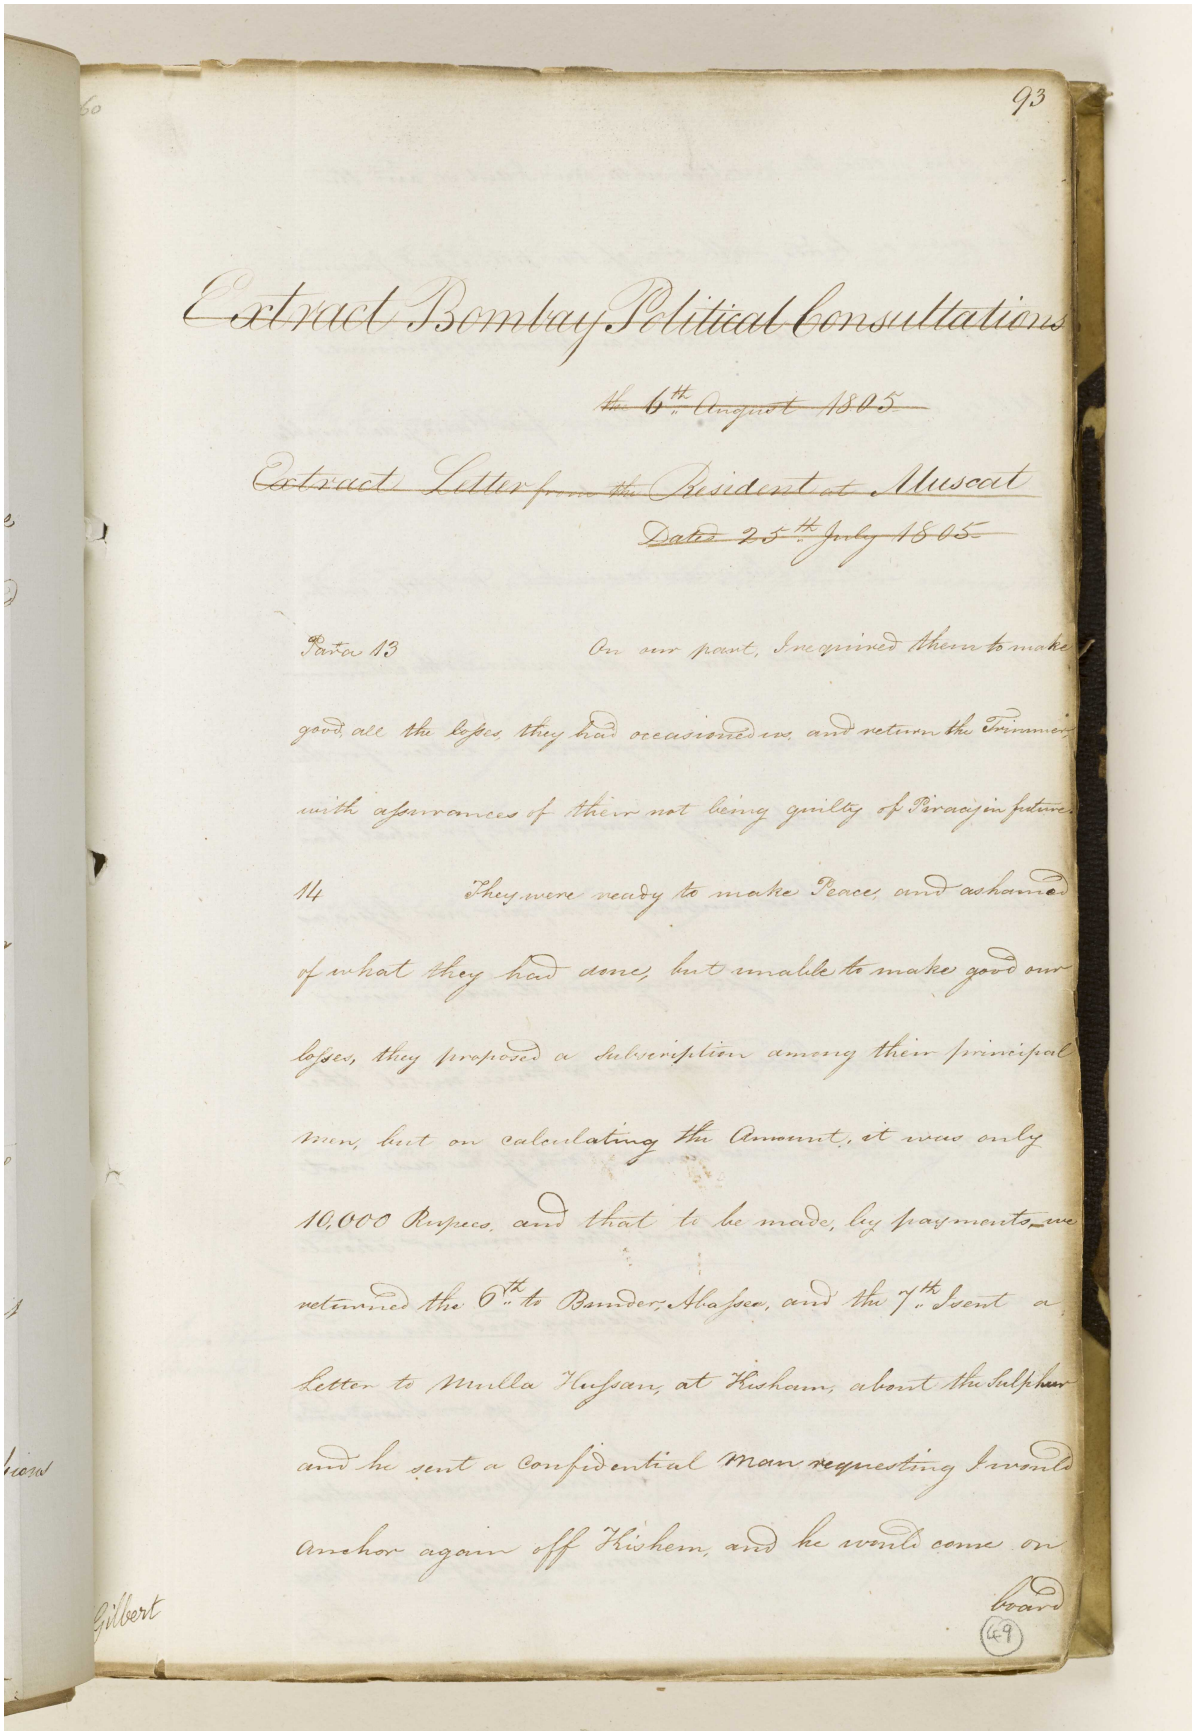 93
Extract Bombay Political Consultations
the 6th August 1805
Extract Letter from the Resident at Muscat
Dated 25th July 1805
Para 13 On our part, I required them to make
good, all the losses, they had occasioned us, and return the Trimmer,
with assurances of their not being guilty of Piracy in future.
14 They were ready to make Peace, and ashamed
of what they had done, but unable to make good our
losses, they proposed a subscription among their principal
men, but on calculating the Amount, it was only
10,000 Rupees, and that to be made, by payments_we
returned the 6th to Bunder, Abassee, and the 7th I sent a
Letter to Mulla Hussan, at Kisham, about the Sulphur
and he sent a confidential man requesting I would
anchor again off Kishem, and he would come on
board
49
Gilbert